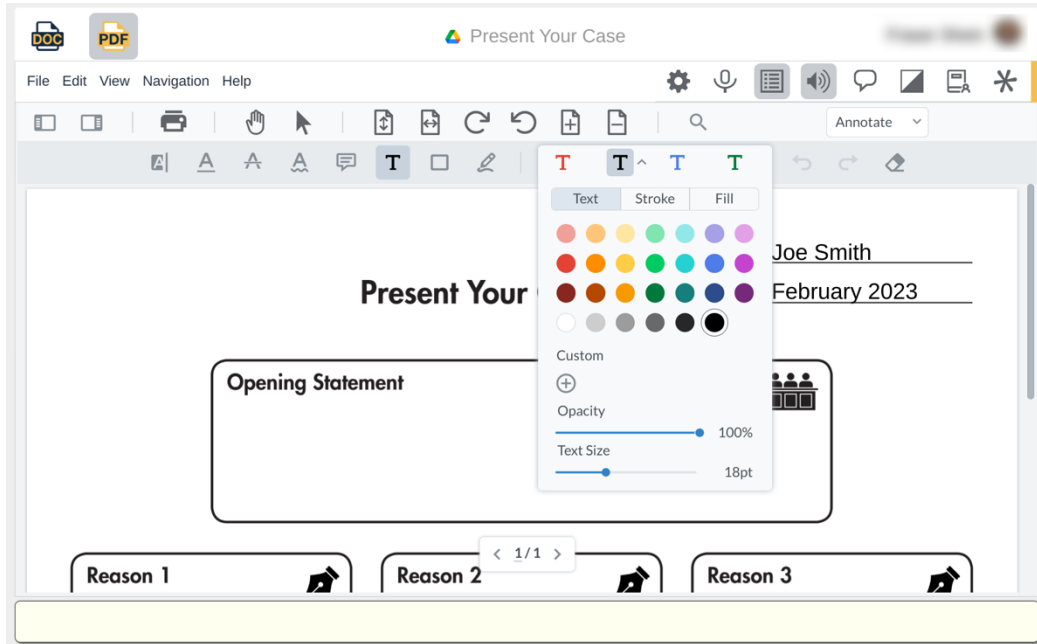 DOC PDF Present Your Case
File Edit View Navigation Help
Annotate
A A A A T
T T T T
Text Stroke Fill
Joe Smith
Present Your
February 2023
Custom
Opening Statement
Opacity
100%
Text Size
18pt
< 1/1 >
Reason 1 Reason 2 Reason 3